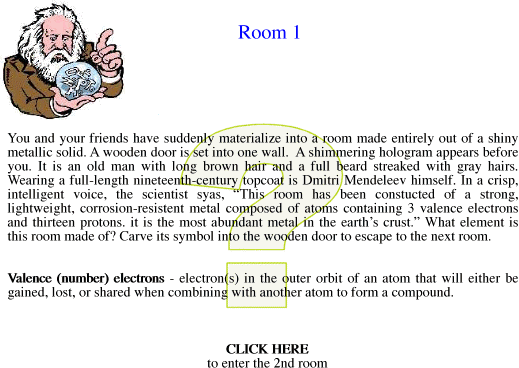 Room 1
You and your friends have suddenly materialize into a room made entirely out of a shiny
metallic solid. A wooden door is set into one wall. A shimmering hologram appears before
you. It is an old man with long brown hair and a full beard streaked with gray hairs.
Wearing a full-length nineteenth-century topcoat is Dmitri Mendeleev himself. In a crisp,
intelligent voice, the scientist syas, “This room has been constucted of a strong,
lightweight, corrosion-resistent metal composed of atoms containing 3 valence electrons
and thirteen protons. it is the most abundant metal in the earth’s crust.” What element is
this room made of? Carve its symbol into the wooden door to escape to the next room.
Valence (number) electrons - electron(s) in the outer orbit of an atom that will either be
gained, lost, or shared when combining with another atom to form a compound.
CLICK HERE
to enter the 2nd room